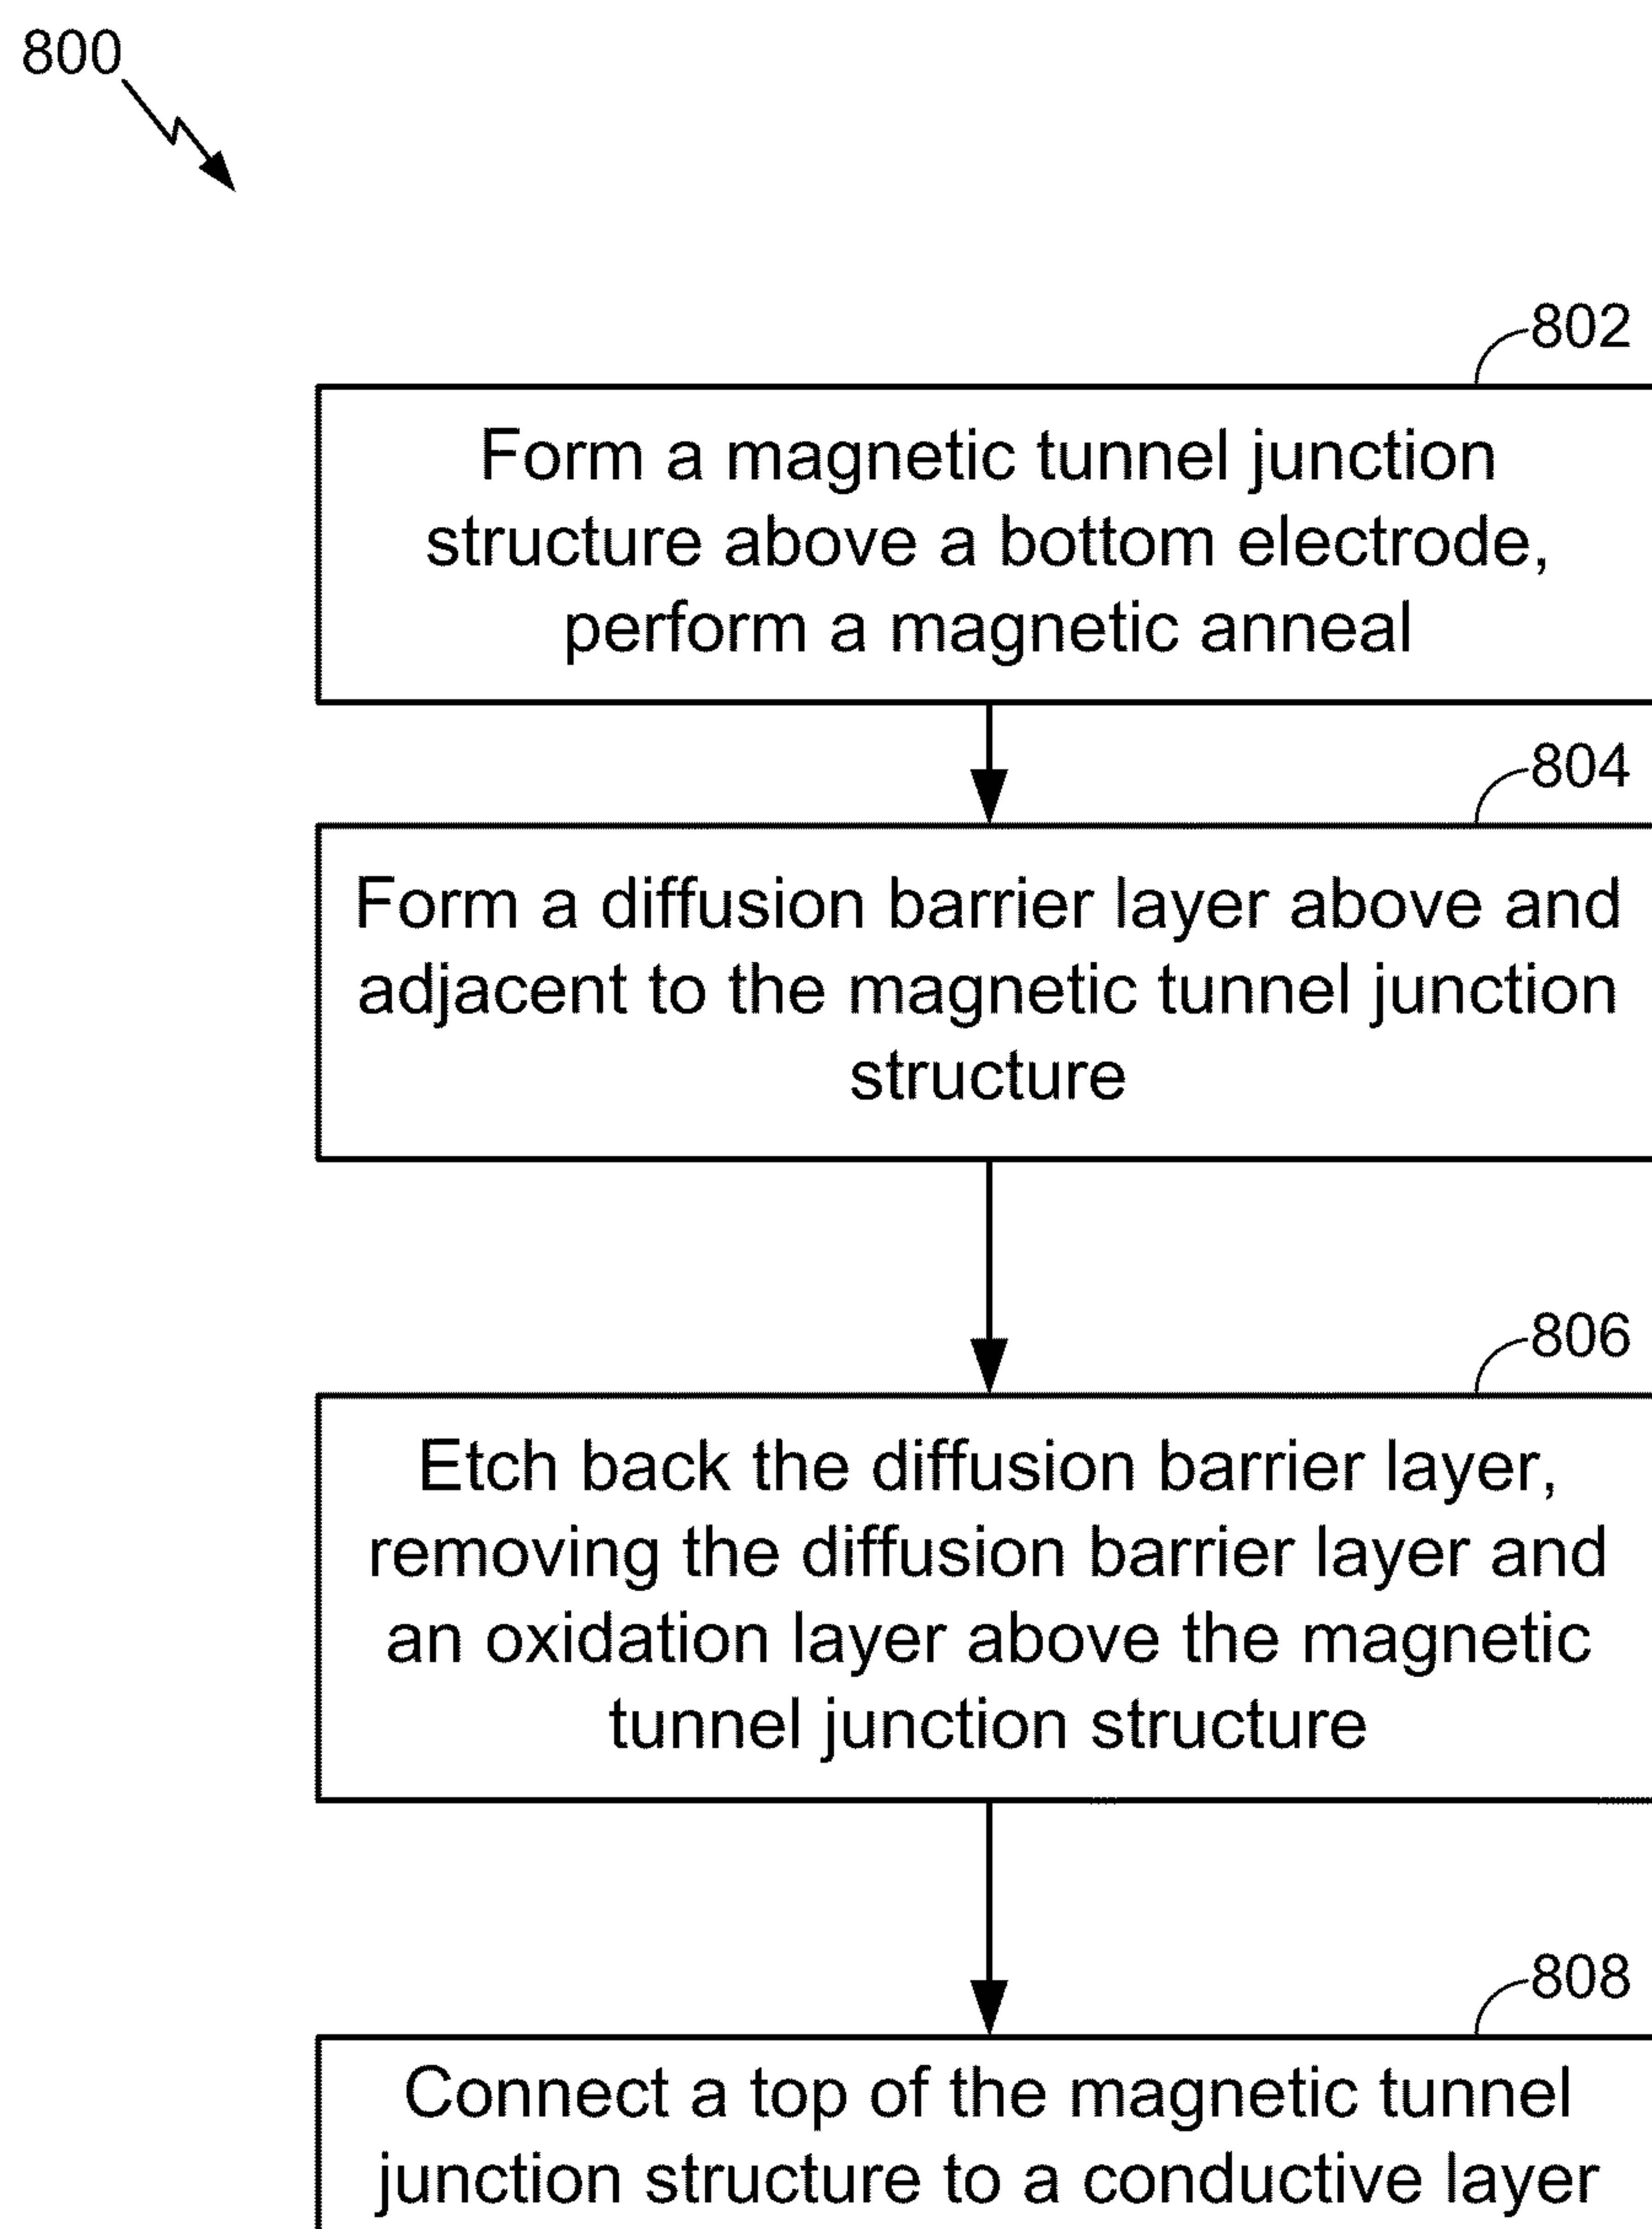 800
802
Form a magnetic tunnel junction
structure above a bottom electrode,
perform a magnetic anneal
804
Form a diffusion barrier layer above and
adjacent to the magnetic tunnel junction
structure
806
Etch back the diffusion barrier layer,
removing the diffusion barrier layer and
an oxidation layer above the magnetic
tunnel junction structure
808
Connect a top of the magnetic tunnel
junction structure to a conductive layer